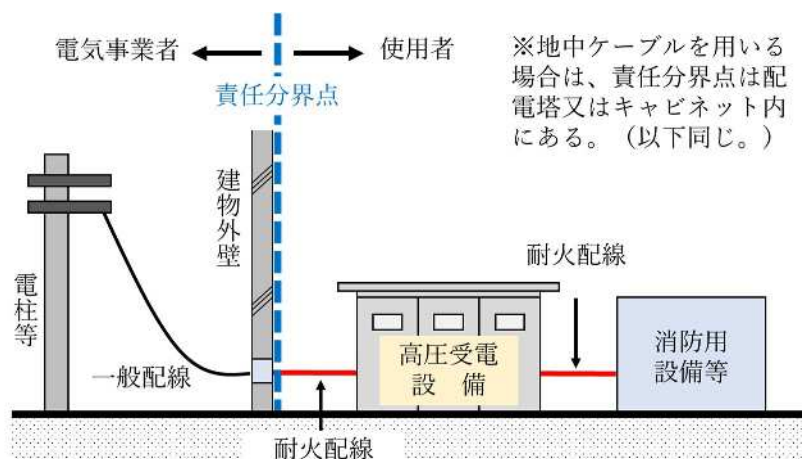 電気事業者
使用者
責任分界点
※地中ケーブルを用いる
場合は、責任分界点は配
電塔又はキャビネット内
にある。（以下同じ。）
建物外壁
電柱等
一般配線
耐火配線
高圧受電
設　備
耐火配線
消防用
設備等